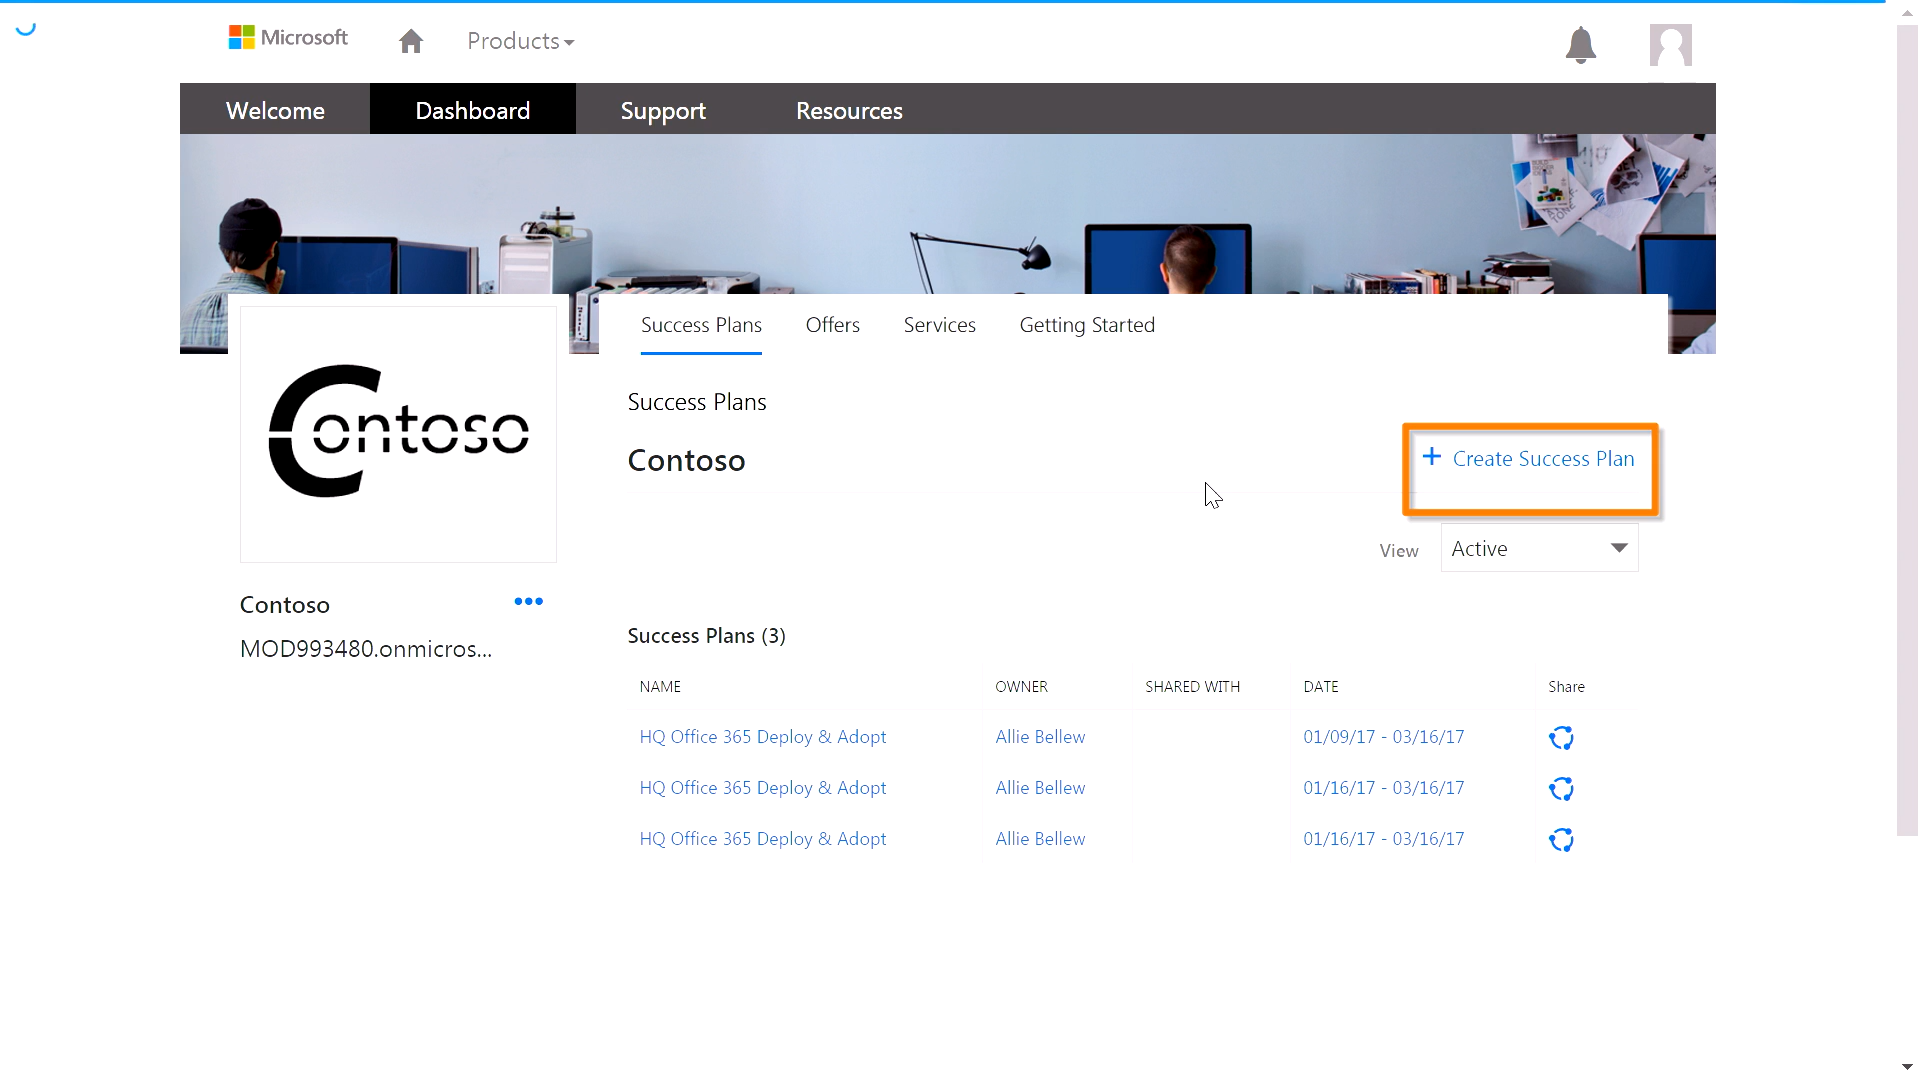 Microsoft
Products
Welcome
Dashboard
Support
Resources
Success Plans
Offers
Services
Getting Started
Contoso
Success Plans
Contoso
+ Create Success Plan
View
Active
Contoso
•••
MOD993480.onmicros...
Success Plans (3)
NAME
OWNER
SHARED WITH
DATE
Share
HQ Office 365 Deploy & Adopt
Allie Bellew
01/09/17 - 03/16/17
HQ Office 365 Deploy & Adopt
Allie Bellew
01/16/17 - 03/16/17
HQ Office 365 Deploy & Adopt
Allie Bellew
01/16/17 - 03/16/17